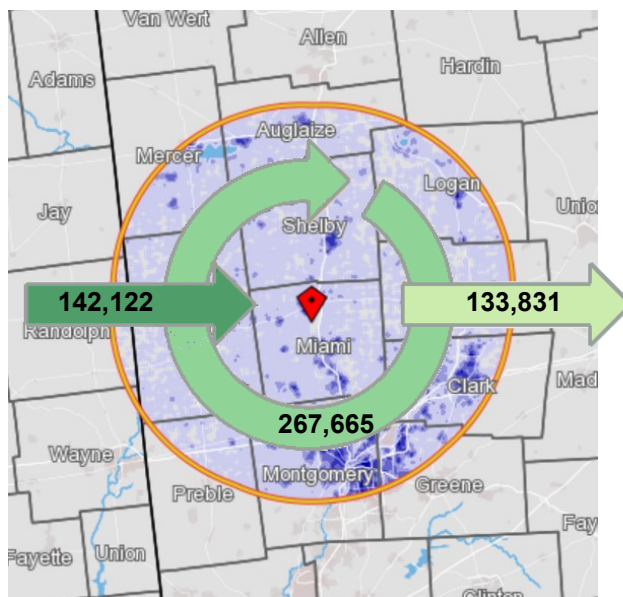 Van Wert
Allen
Hardin
Adams
Auglaize
Mercer
Logan
Jay
Shelby
142,122
133,831
Randolph
Miami
Clark
Mad
267,665
Wayne
Montgomery
Preble
Greene
Fayette
Union
Fay
Clinton